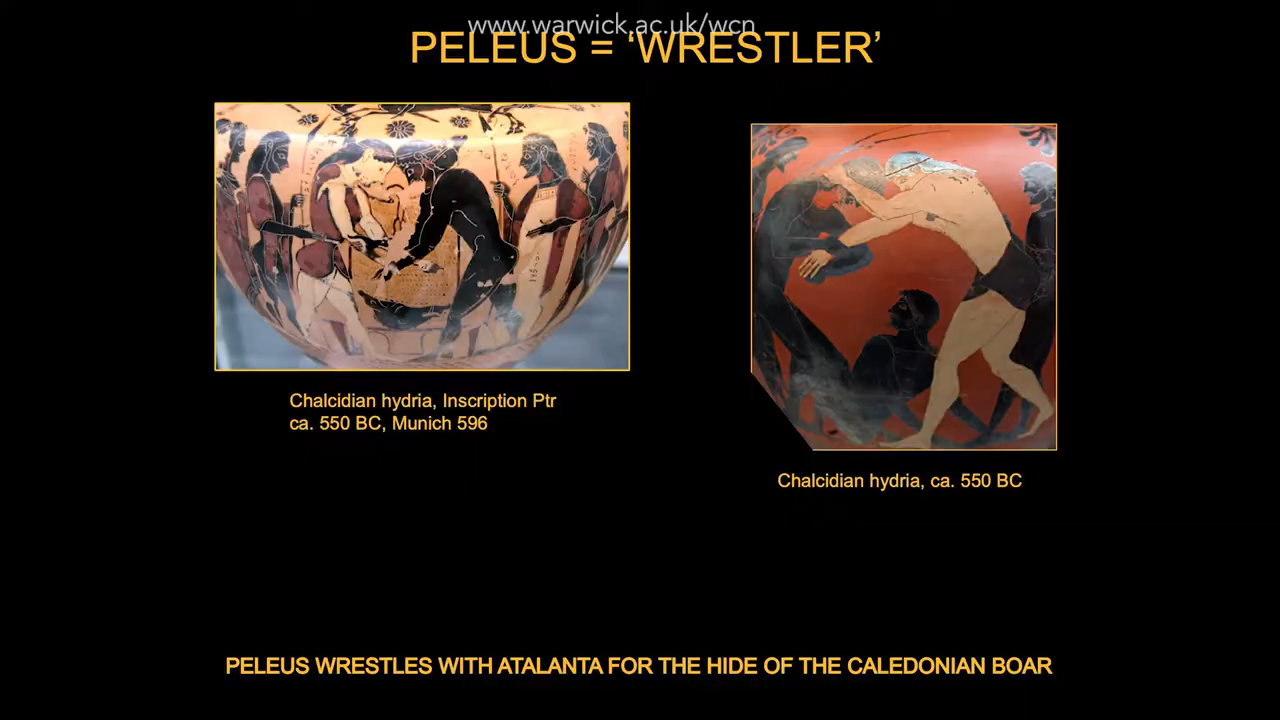 www.warwick.ac.uk/wcn
PELEUS = ‘WRESTLER’
Chalcidian hydria, Inscription Ptr
ca. 550 BC, Munich 596
Chalcidian hydria, ca. 550 BC
PELEUS WRESTLES WITH ATALANTA FOR THE HIDE OF THE CALEDONIAN BOAR